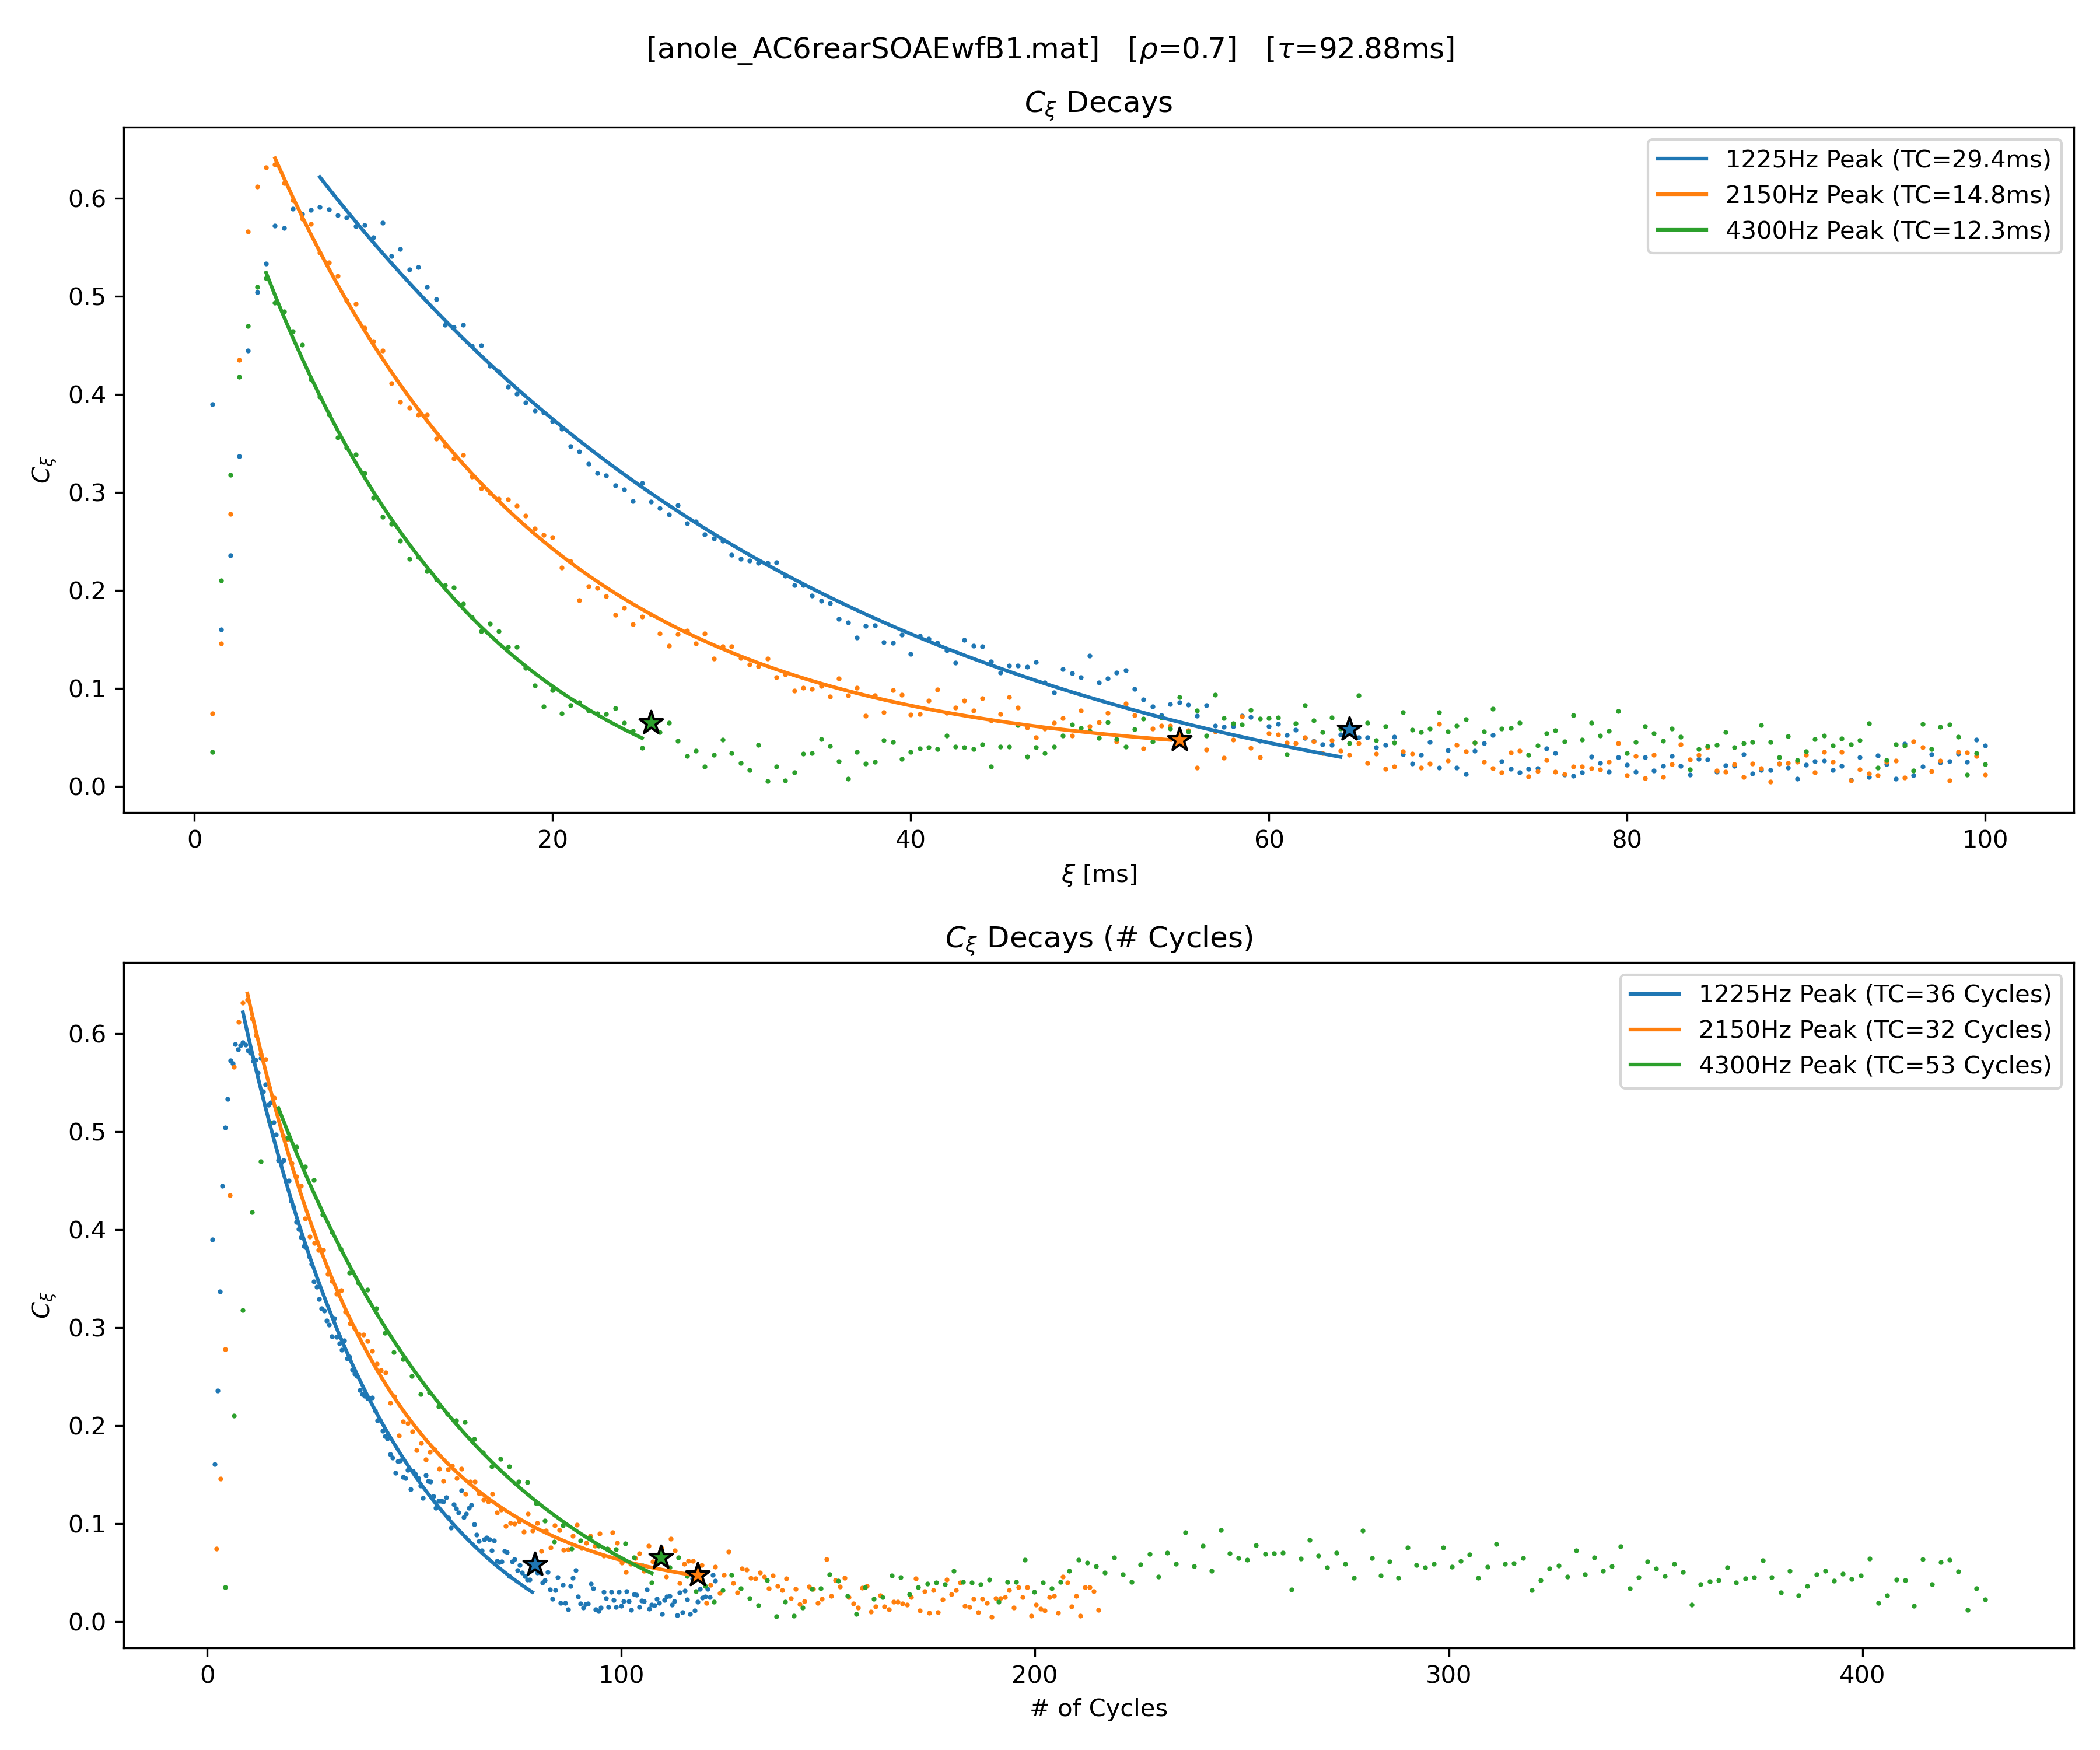 [anole_AC6rearSOAEwfB1.mat]   [ρ=0.7]   [τ=92.88ms]
C_ξ Decays
1225Hz Peak (TC=29.4ms)
2150Hz Peak (TC=14.8ms)
4300Hz Peak (TC=12.3ms)
0.6
0.5
0.4
0.3
0.2
0.1
0.0
C_ξ
0 20 40 60 80 100
ξ [ms]
C_ξ Decays (# Cycles)
1225Hz Peak (TC=36 Cycles)
2150Hz Peak (TC=32 Cycles)
4300Hz Peak (TC=53 Cycles)
0.6
0.5
0.4
0.3
0.2
0.1
0.0
C_ξ
0 100 200 300 400
# of Cycles